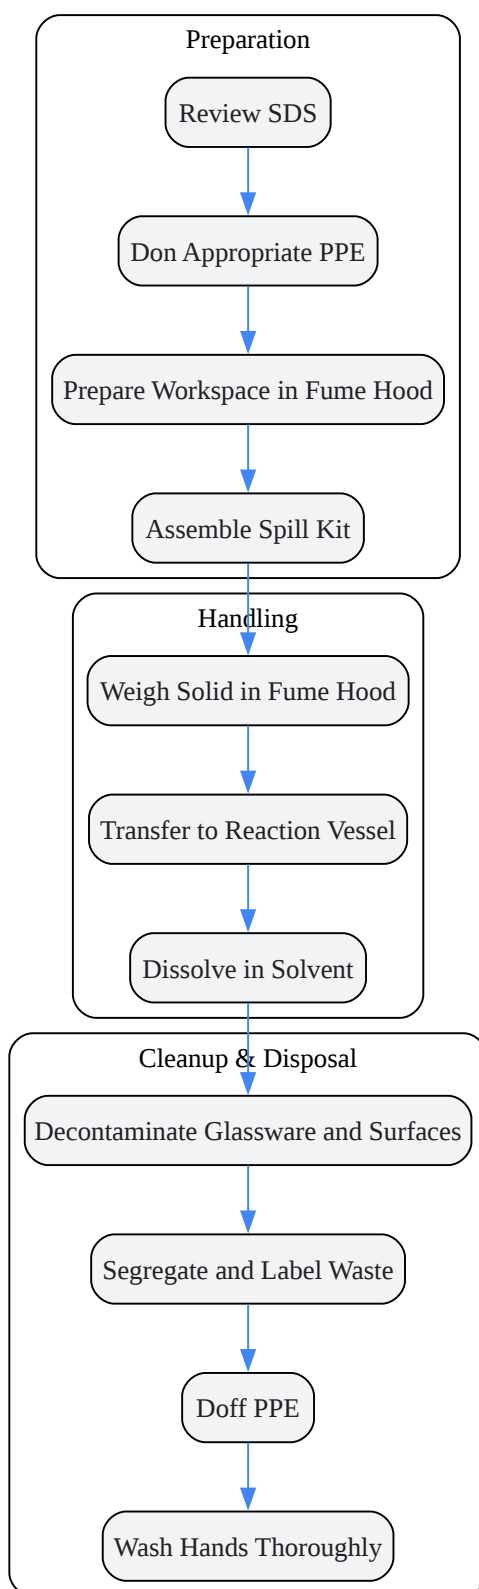 Preparation
Review SDS
Don Appropriate PPE
Prepare Workspace in Fume Hood
Assemble Spill Kit
Handling
Weigh Solid in Fume Hood
Transfer to Reaction Vessel
Dissolve in Solvent
Cleanup & Disposal
Decontaminate Glassware and Surfaces
Segregate and Label Waste
Doff PPE
Wash Hands Thoroughly